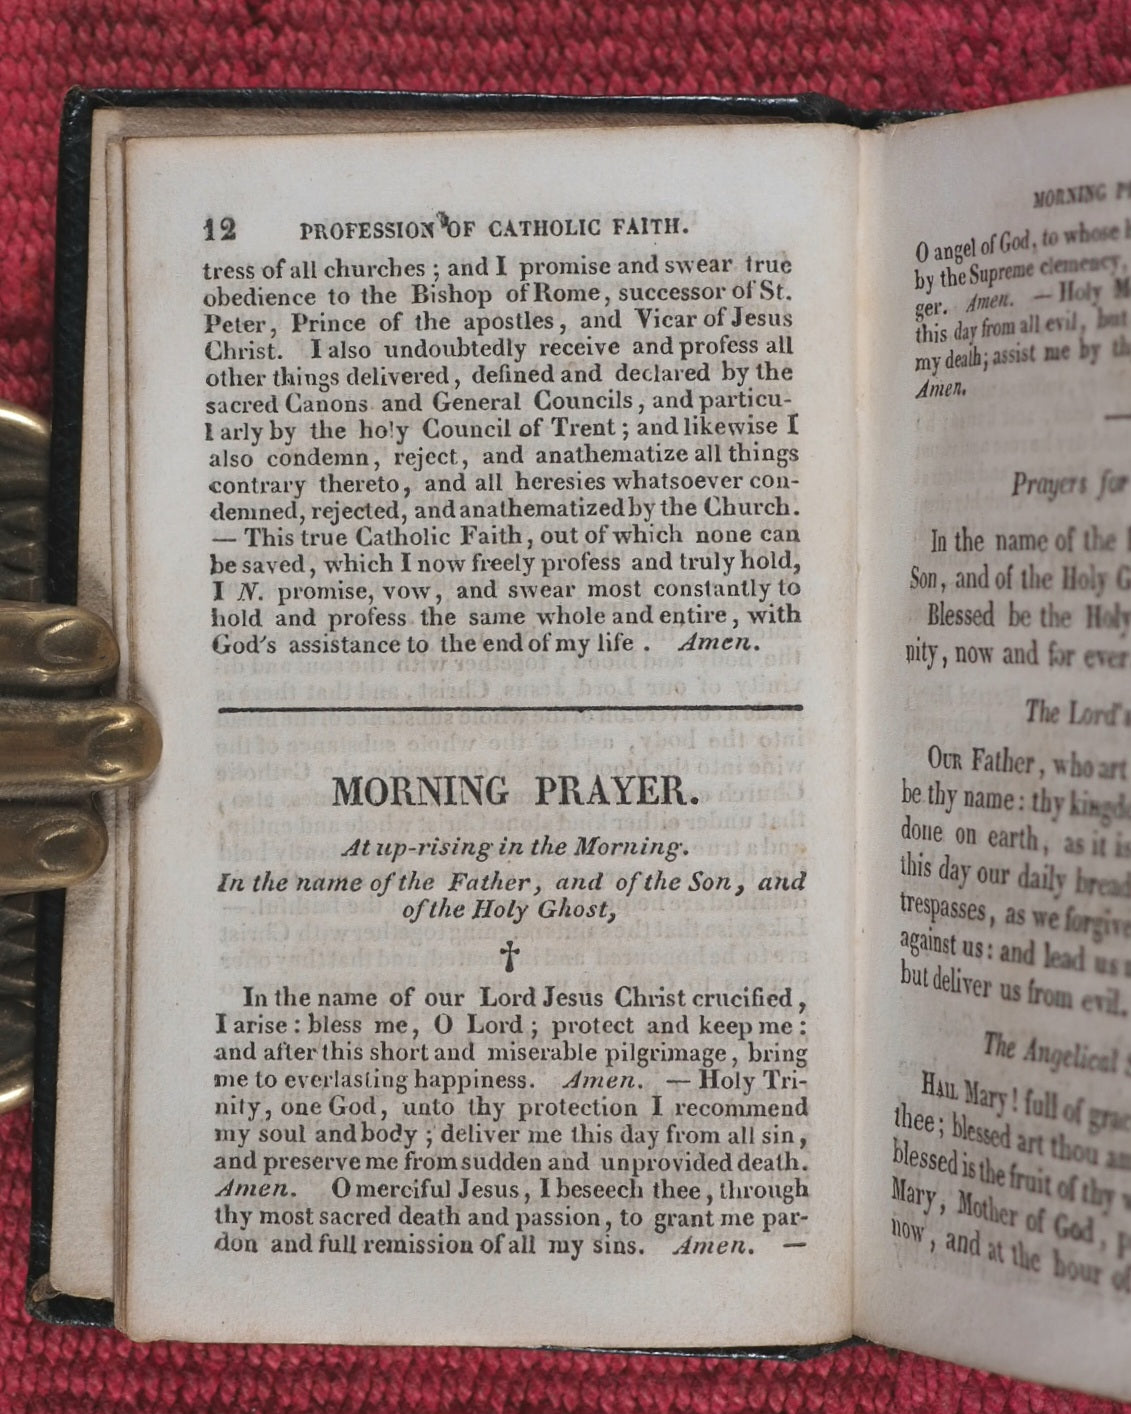 12 PROFESSION OF CATHOLIC FAITH.
tress of all churches ; and I promise and swear true
obedience to the Bishop of Rome, successor of St.
Peter, Prince of the apostles, and Vicar of Jesus
Christ. I also undoubtedly receive and profess all
other things delivered, defined and declared by the
sacred Canons and General Councils, and particu-
larly by the holy Council of Trent ; and likewise I
also condemn, reject, and anathematize all things
contrary thereto, and all heresies whatsoever con-
demned, rejected, and anathematized by the Church.
— This true Catholic Faith, out of which none can
be saved, which I now freely profess and truly hold,
I N. promise, vow, and swear most constantly to
hold and profess the same whole and entire, with
God's assistance to the end of my life . Amen.
MORNING PRAYER.
At up-rising in the Morning.
In the name of the Father, and of the Son, and
of the Holy Ghost,
†
In the name of our Lord Jesus Christ crucified,
I arise : bless me, O Lord ; protect and keep me :
and after this short and miserable pilgrimage, bring
me to everlasting happiness. Amen. — Holy Tri-
nity, one God, unto thy protection I recommend
my soul and body ; deliver me this day from all sin,
and preserve me from sudden and unprovided death.
Amen. O merciful Jesus, I beseech thee, through
thy most sacred death and passion, to grant me par-
don and full remission of all my sins. Amen. —
MORNING
O angel of God, to whose
by the Supreme clemency,
ger. Amen. — Holy
this day from all evil, but
my death; assist me by
Amen.
Prayers for
In the name of the
Son, and of the Holy
Blessed be the Holy
nity, now and for ever
The Lord's
OUR Father, who art
be thy name : thy
done on earth, as it is
this day our daily bread
trespasses, as we forgive
against us : and lead us
but deliver us from evil.
The Angelical
HAIL Mary! full of
thee; blessed art thou
blessed is the fruit of thy
Mary, Mother of God,
now, and at the hour of